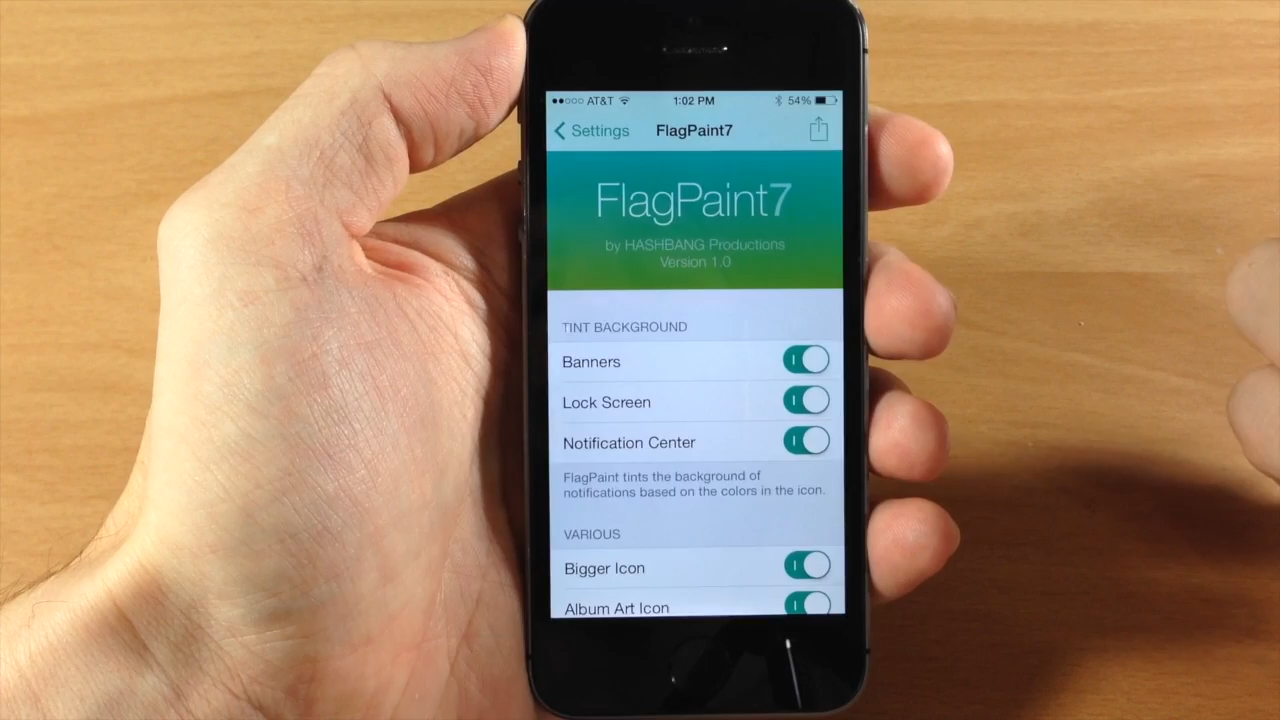 AT&T 1:02 PM 54%
Settings FlagPaint7
FlagPaint7
by HASHBANG Productions
Version 1.0
TINT BACKGROUND
Banners
Lock Screen
Notification Center
FlagPaint tints the background of
notifications based on the colors in the icon.
VARIOUS
Bigger Icon
Album Art Icon